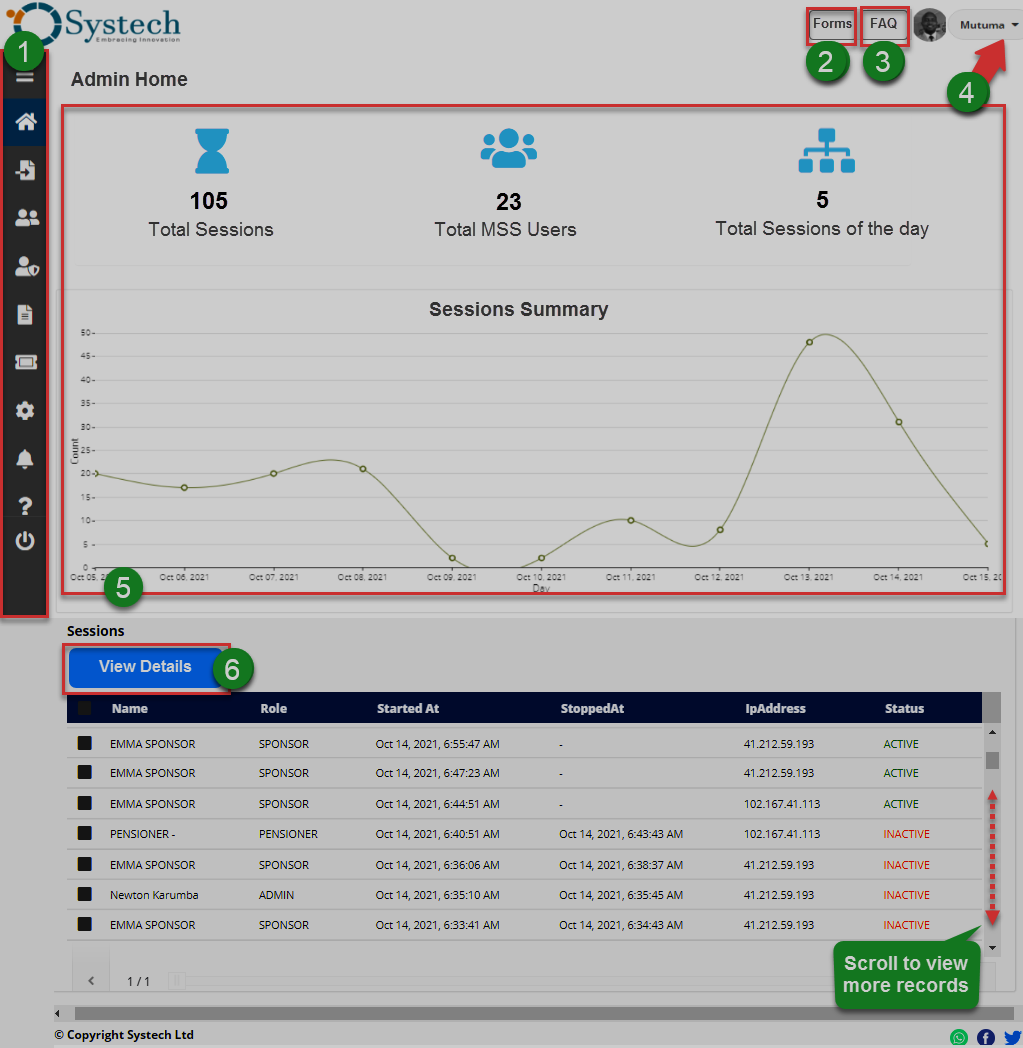 Systech
Embracing Innovation
Forms
FAQ
Mutuma
1
2
3
4
Admin Home
105
Total Sessions
23
Total MSS Users
5
Total Sessions of the day
Sessions Summary
50
45
40
35
30
25
20
15
10
5
0
Count
Oct 05, 2
Oct 06, 2021
Oct 07, 2021
Oct 08, 2021
Oct 09, 2021
Oct 10, 2021
Oct 11, 2021
Oct 12, 2021
Oct 13, 2021
Oct 14, 2021
Oct 15, 20
Day
5
Sessions
View Details
6
Name Role Started At StoppedAt IpAddress Status
EMMA SPONSOR SPONSOR Oct 14, 2021, 6:55:47 AM - 41.212.59.193 ACTIVE
EMMA SPONSOR SPONSOR Oct 14, 2021, 6:47:23 AM - 41.212.59.193 ACTIVE
EMMA SPONSOR SPONSOR Oct 14, 2021, 6:44:51 AM - 102.167.41.113 ACTIVE
PENSIONER - PENSIONER Oct 14, 2021, 6:40:51 AM Oct 14, 2021, 6:43:43 AM 102.167.41.113 INACTIVE
EMMA SPONSOR SPONSOR Oct 14, 2021, 6:36:06 AM Oct 14, 2021, 6:38:37 AM 41.212.59.193 INACTIVE
Newton Karumba ADMIN Oct 14, 2021, 6:35:10 AM Oct 14, 2021, 6:35:45 AM 41.212.59.193 INACTIVE
EMMA SPONSOR SPONSOR Oct 14, 2021, 6:33:41 AM Oct 14, 2021, 6:34:43 AM 41.212.59.193 INACTIVE
1 / 1
Scroll to view
more records
© Copyright Systech Ltd